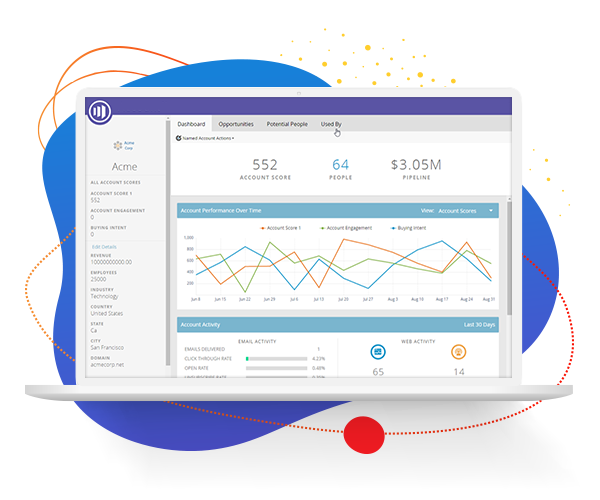 Dashboard Opportunities Potential People Used By
Named Account Actions
Acme Corp
Acme
ALL ACCOUNT SCORES
ACCOUNT SCORE 1
552
ACCOUNT ENGAGEMENT
0
BUYING INTENT
0
Edit Details
REVENUE
10000000000.00
EMPLOYEES
25000
INDUSTRY
Technology
COUNTRY
United States
STATE
Ca
CITY
San Francisco
DOMAIN
acmecorp.net
552 64 $3.05M
ACCOUNT SCORE PEOPLE PIPELINE
Account Performance Over Time View: Account Scores
Account Score 1 Account Engagement Buying Intent
1,000
800
600
400
200
Jun 8 Jun 15 Jun 22 Jun 29 Jul 6 Jul 13 Jul 20 Jul 27 Aug 3 Aug 10 Aug 17 Aug 24 Aug 31
Account Activity Last 30 Days
EMAIL ACTIVITY WEB ACTIVITY
EMAILS DELIVERED
CLICK THROUGH RATE 4.23%
OPEN RATE 0.40%
65 14